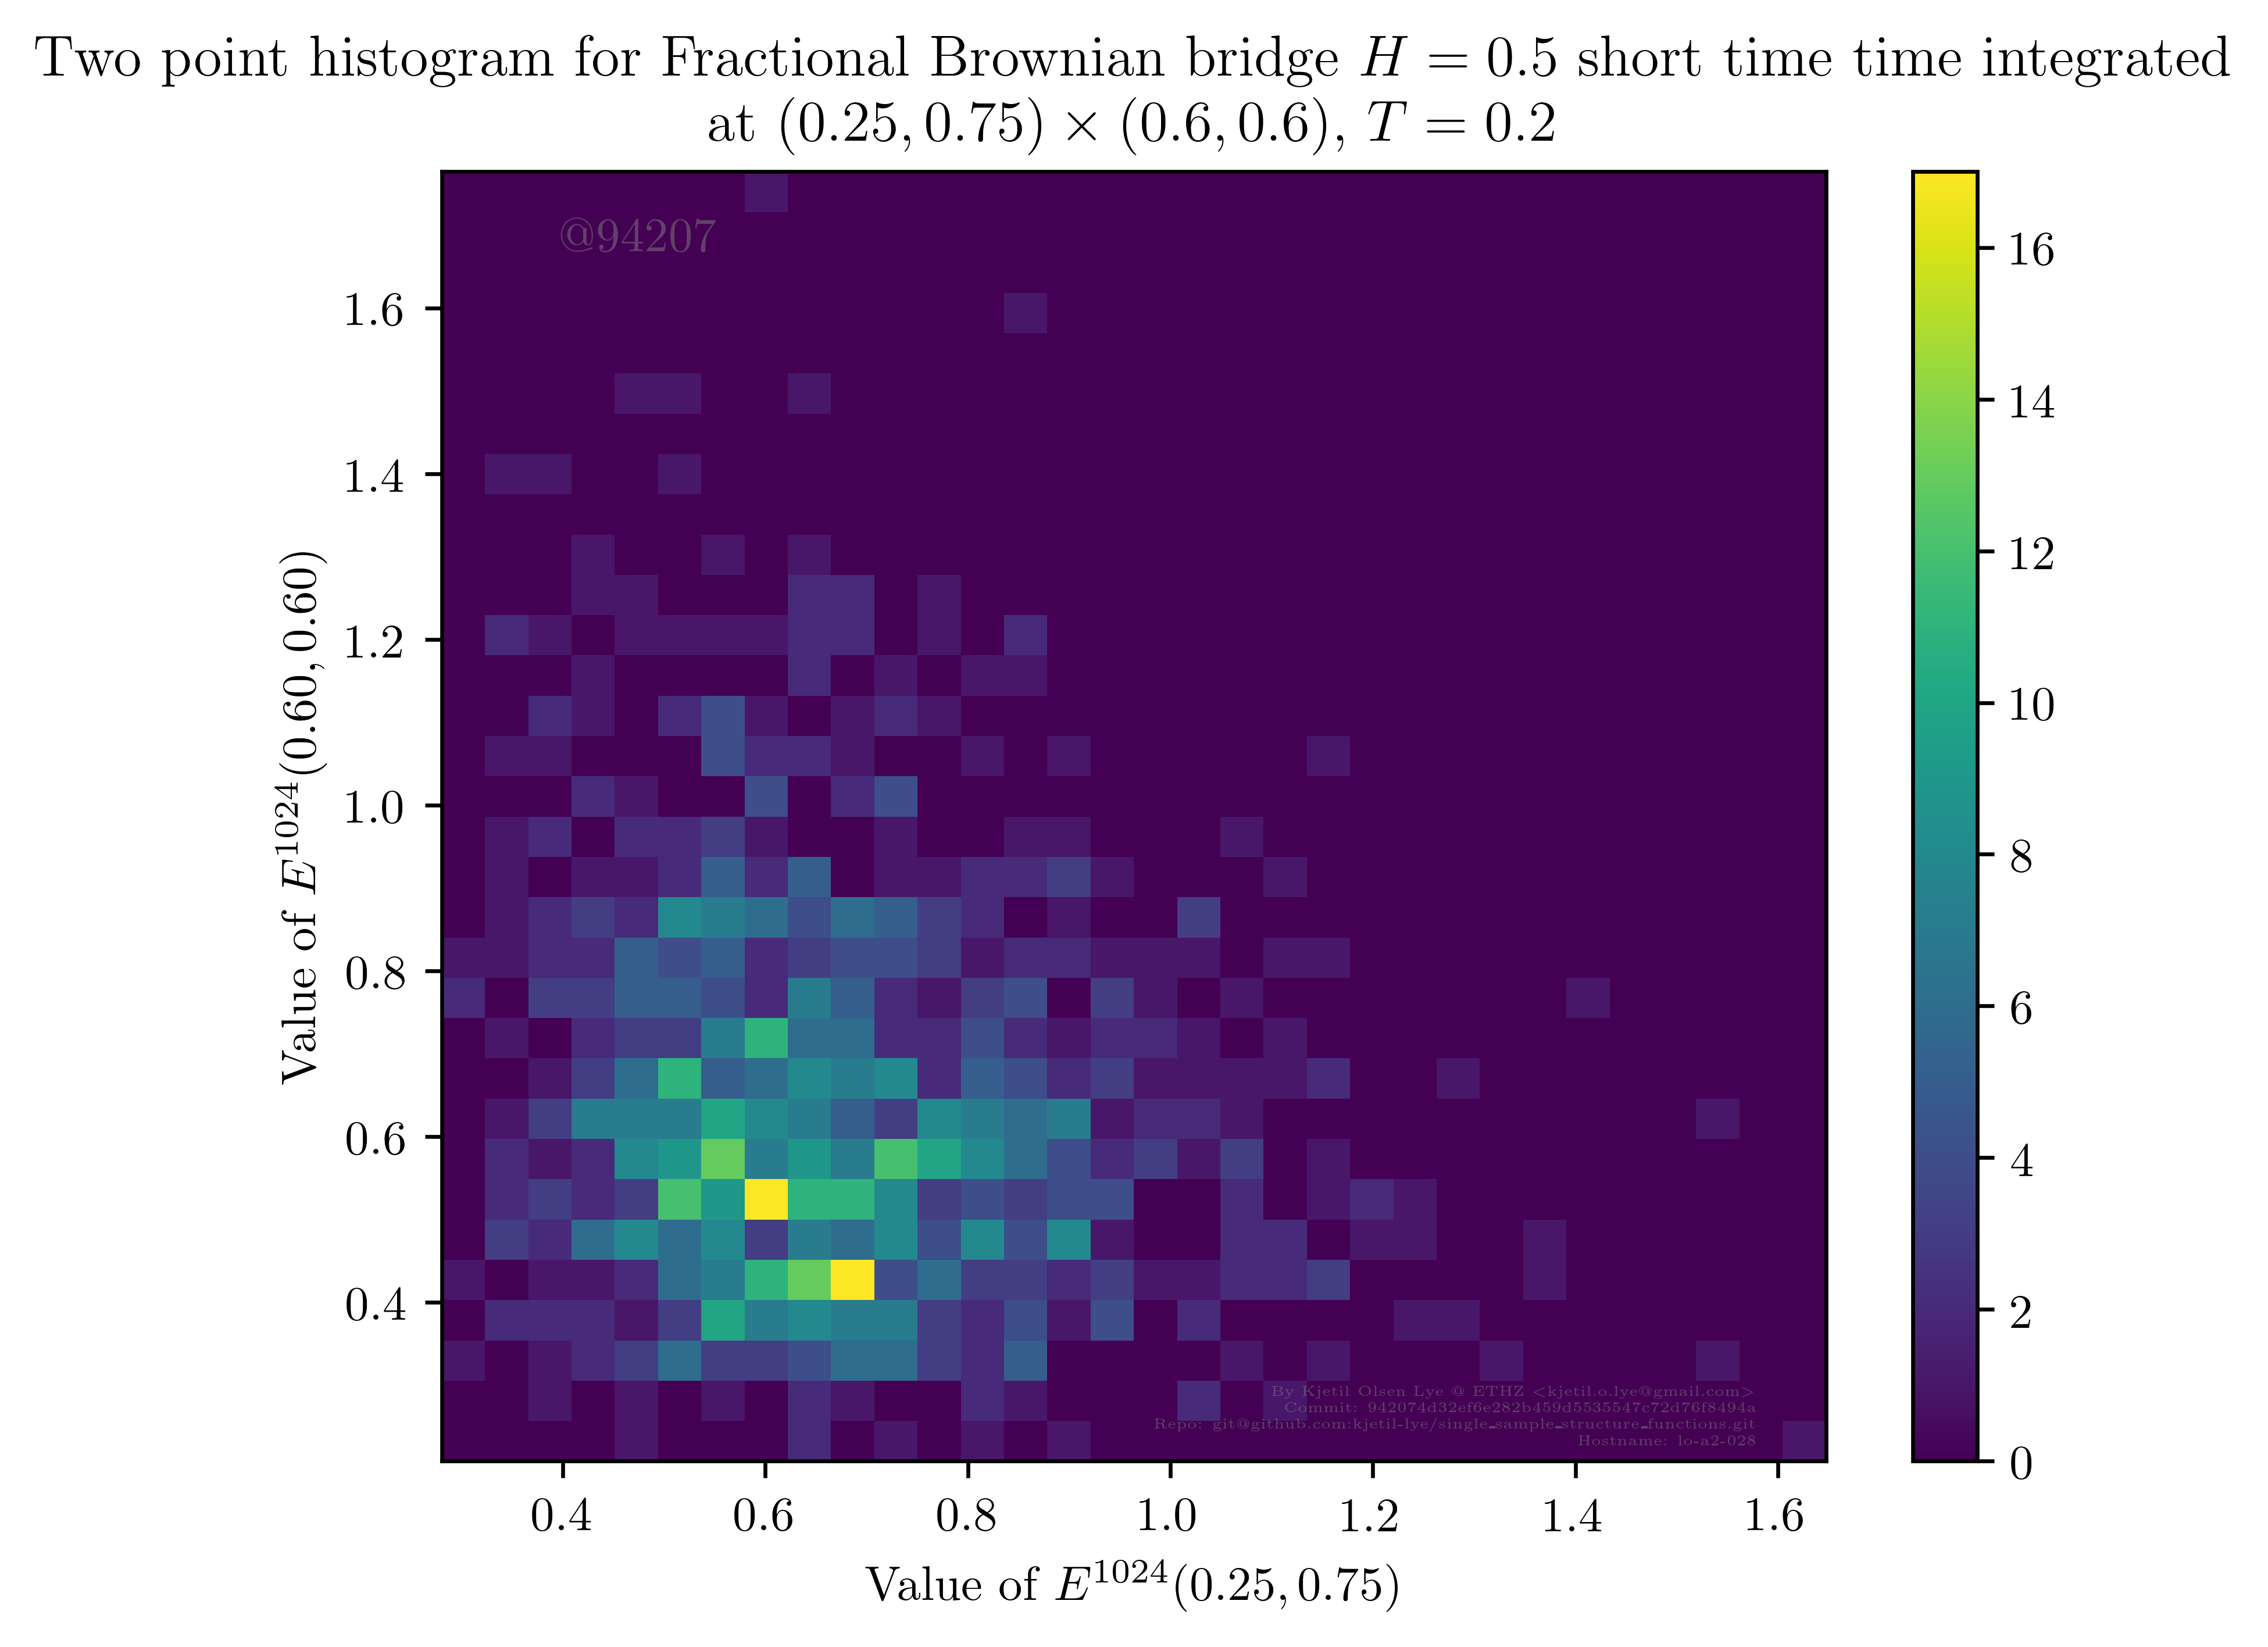 Two point histogram for Fractional Brownian bridge H = 0.5 short time time integrated
at (0.25, 0.75) × (0.6, 0.6), T = 0.2
@94207
1.6
1.4
1.2
1.0
0.8
0.6
0.4
Value of E^1024(0.60, 0.60)
16
14
12
10
8
6
4
2
0
By Kjetil Olsen Lye @ ETHZ <kjetil.o.lye@gmail.com>
Commit: 942074d32ef6e282b459d5535547c72d76f8494a
Repo: git@github.com:kjetil-lye/single_sample_structure_functions.git
Hostname: lo-a2-028
0.4 0.6 0.8 1.0 1.2 1.4 1.6
Value of E^1024(0.25, 0.75)